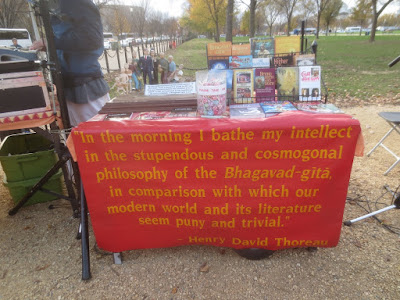 "In the morning I bathe my intellect
in the stupendous and cosmogonal
philosophy of the Bhagavad-gītā,
in comparison with which our
modern world and its literature
seem puny and trivial."
- Henry David Thoreau